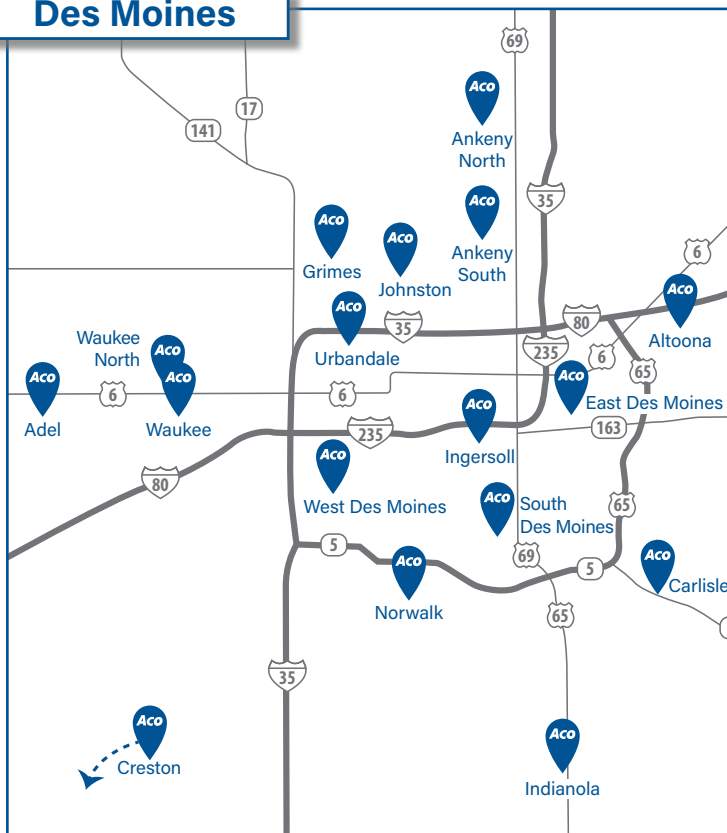 Des Moines
69
17
141
Aco
Ankeny
North
35
Aco
Ankeny
South
Aco
Grimes
Aco
Johnston
6
Aco
Altoona
Aco
Urbandale
35
80
235
6
65
Waukee
North
Aco
Aco
Waukee
Aco
Adel
6
6
Aco
East Des Moines
163
Aco
Ingersoll
235
80
Aco
West Des Moines
Aco
South
Des Moines
65
5
69
5
Aco
Norwalk
Aco
Carlisle
65
35
Aco
Creston
Aco
Indianola